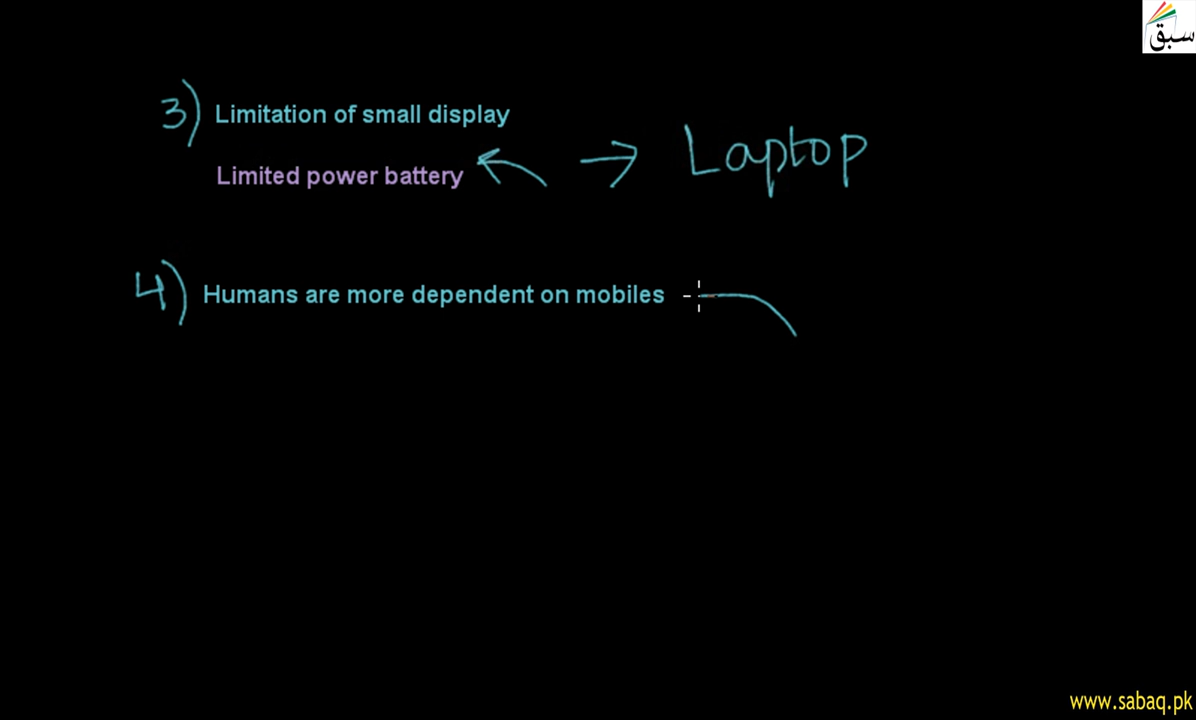 سبق
3) Limitation of small display
Limited power battery → Laptop
4) Humans are more dependent on mobiles
www.sabaq.pk